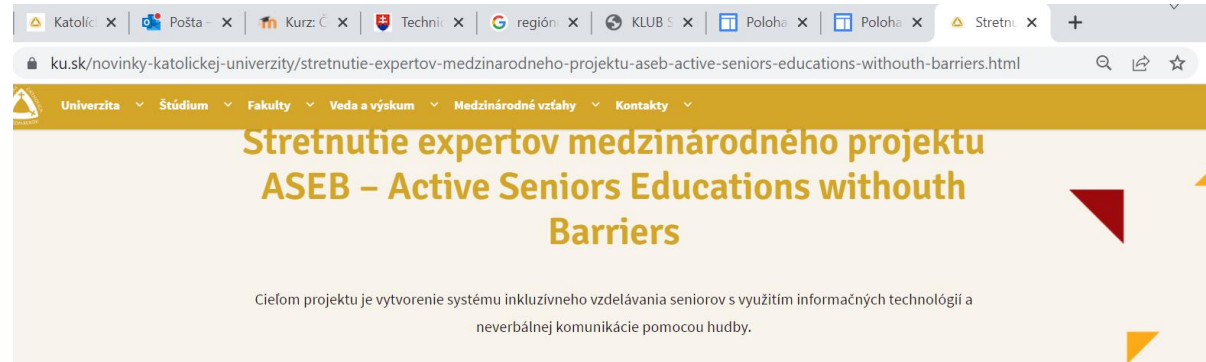 Katolíc
Pošta -
Kurz: Č
Technic
regióni
KLUB S
Poloha
Poloha
Stretnu
ku.sk/novinky-katolickej-univerzity/stretnutie-expertov-medzinarodneho-projektu-aseb-active-seniors-educations-withouth-barriers.html
Univerzita Štúdium Fakulty Veda a výskum Medzinárodné vzťahy Kontakty
Stretnutie expertov medzinárodného projektu
ASEB – Active Seniors Educations withouth
Barriers
Cieľom projektu je vytvorenie systému inkluzívneho vzdelávania seniorov s využitím informačných technológií a
neverbálnej komunikácie pomocou hudby.